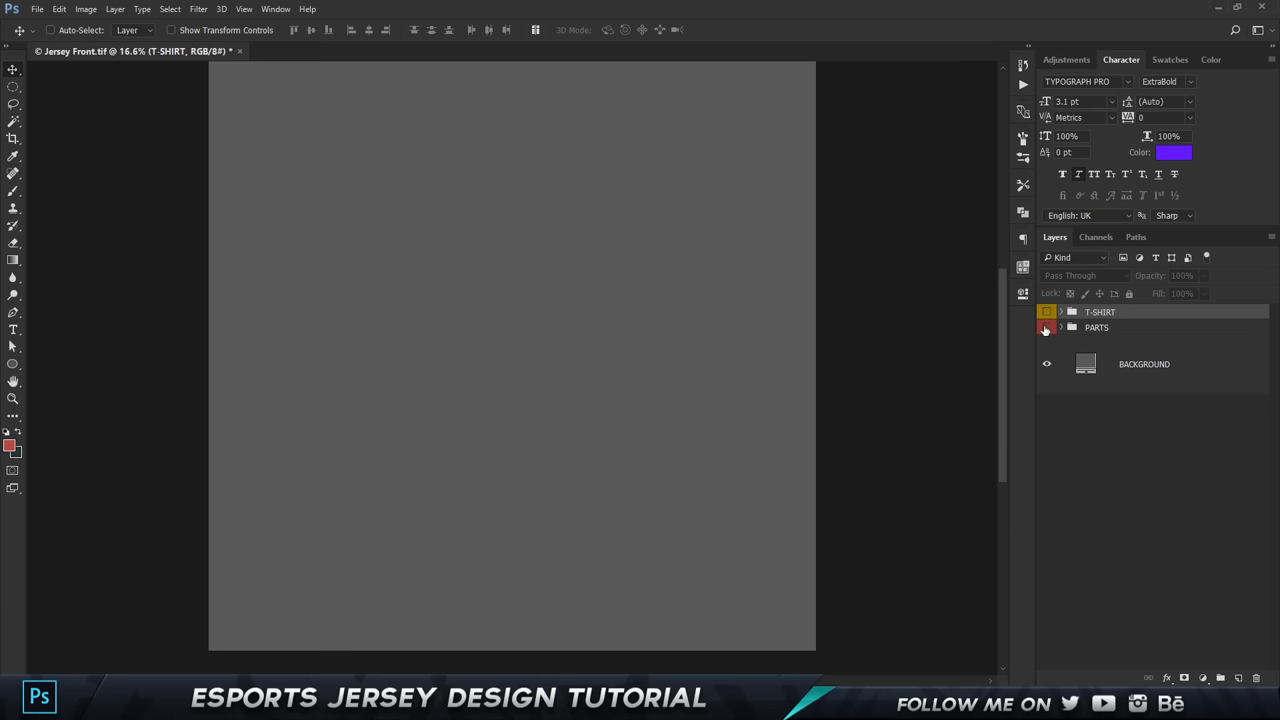 Ps File Edit Image Layer Type Select Filter 3D View Window Help
Auto-Select: Layer Show Transform Controls 3D Mode:
© Jersey Front.tif @ 16.6% (T-SHIRT, RGB/8#) * ×
Adjustments Character Swatches Color
TYPOGRAPH PRO ExtraBold
3.1 pt (Auto)
Metrics 0
100% 100%
0 pt Color:
English: UK Sharp
Layers Channels Paths
Kind
Pass Through Opacity: 100%
Lock: Fill: 100%
T-SHIRT
PARTS
BACKGROUND
Ps ESPORTS JERSEY DESIGN TUTORIAL FOLLOW ME ON Bē